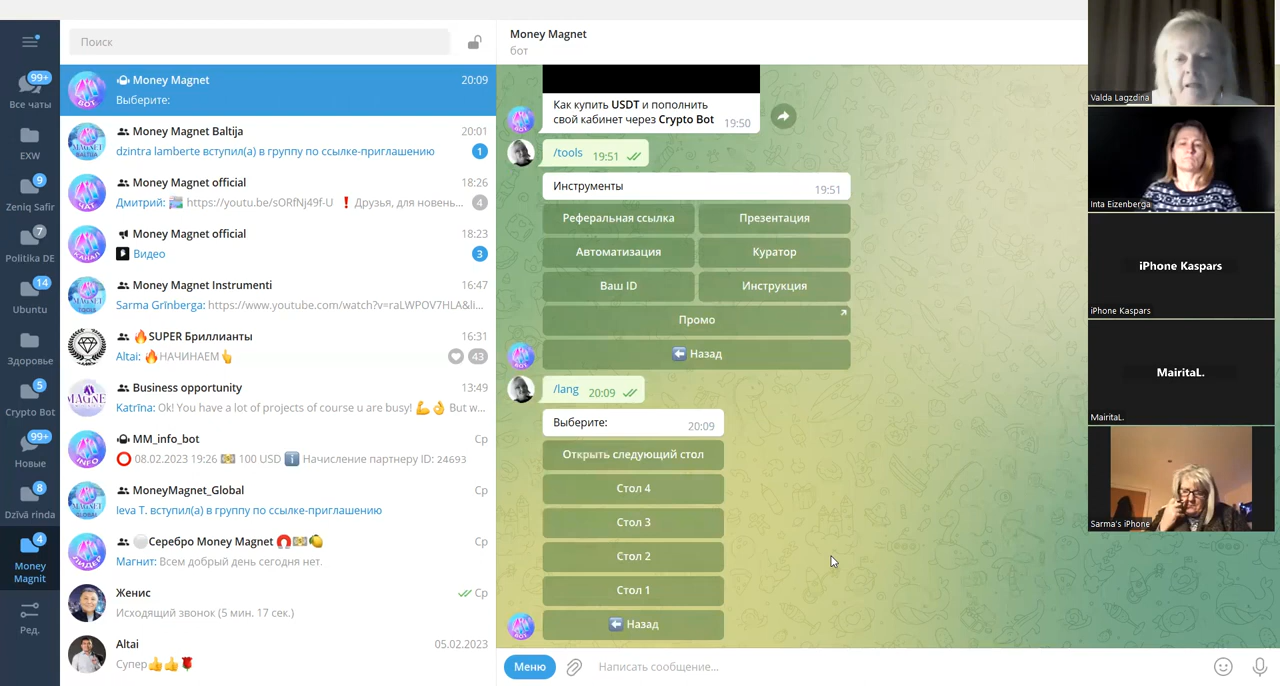 99+
Все чаты
EXW
9
Zeniq Safir
7
Politika DE
14
Ubuntu
Здоровье
5
Crypto Bot
99+
Новые
8
Dzīvā rindа
4
Money
Magnit
Ред.
Поиск
Money Magnet
20:09
Выберите:
Money Magnet Baltija
20:01
dzintra lamberte вступил(а) в группу по ссылке-приглашению
1
Money Magnet official
18:26
Дмитрий: https://youtu.be/sORfNj49f-U ❗ Друзья, для новень...
4
Money Magnet official
18:23
Видео
3
Money Magnet Instrumenti
16:47
Sarma Grīnberga: https://www.youtube.com/watch?v=raLWPOV7HLA&li...
🔥SUPER Бриллианты
16:31
Altai: 🔥НАЧИНАЕМ👆
43
Business opportunity
13:49
Katrīna: Ok! You have a lot of projects of course u are busy! 💪👌 But w...
MM_info_bot
Ср
⭕ 08.02.2023 19:26 💵 100 USD ℹ️ Начисление партнеру ID: 24693
MoneyMagnet_Global
Ср
Ieva T. вступил(а) в группу по ссылке-приглашению
⚪Серебро Money Magnet 🧲💵🍋
Ср
Магнит: Всем добрый день сегодня нет.
Женис
Ср
Исходящий звонок (5 мин. 17 сек.)
Altai
05.02.2023
Супер👍👍🌹
Money Magnet
бот
Как купить USDT и пополнить
свой кабинет через Crypto Bot
19:50
/tools 19:51
Инструменты
19:51
Реферальная ссылка
Презентация
Автоматизация
Куратор
Ваш ID
Инструкция
Промо
⬅️ Назад
/lang 20:09
Выберите:
20:09
Открыть следующий стол
Стол 4
Стол 3
Стол 2
Стол 1
⬅️ Назад
Меню
Написать сообщение...
Valda Lagzdina
Inta Eizenberga
iPhone Kaspars
iPhone Kaspars
MairitaL.
MairitaL.
Sarma's iPhone